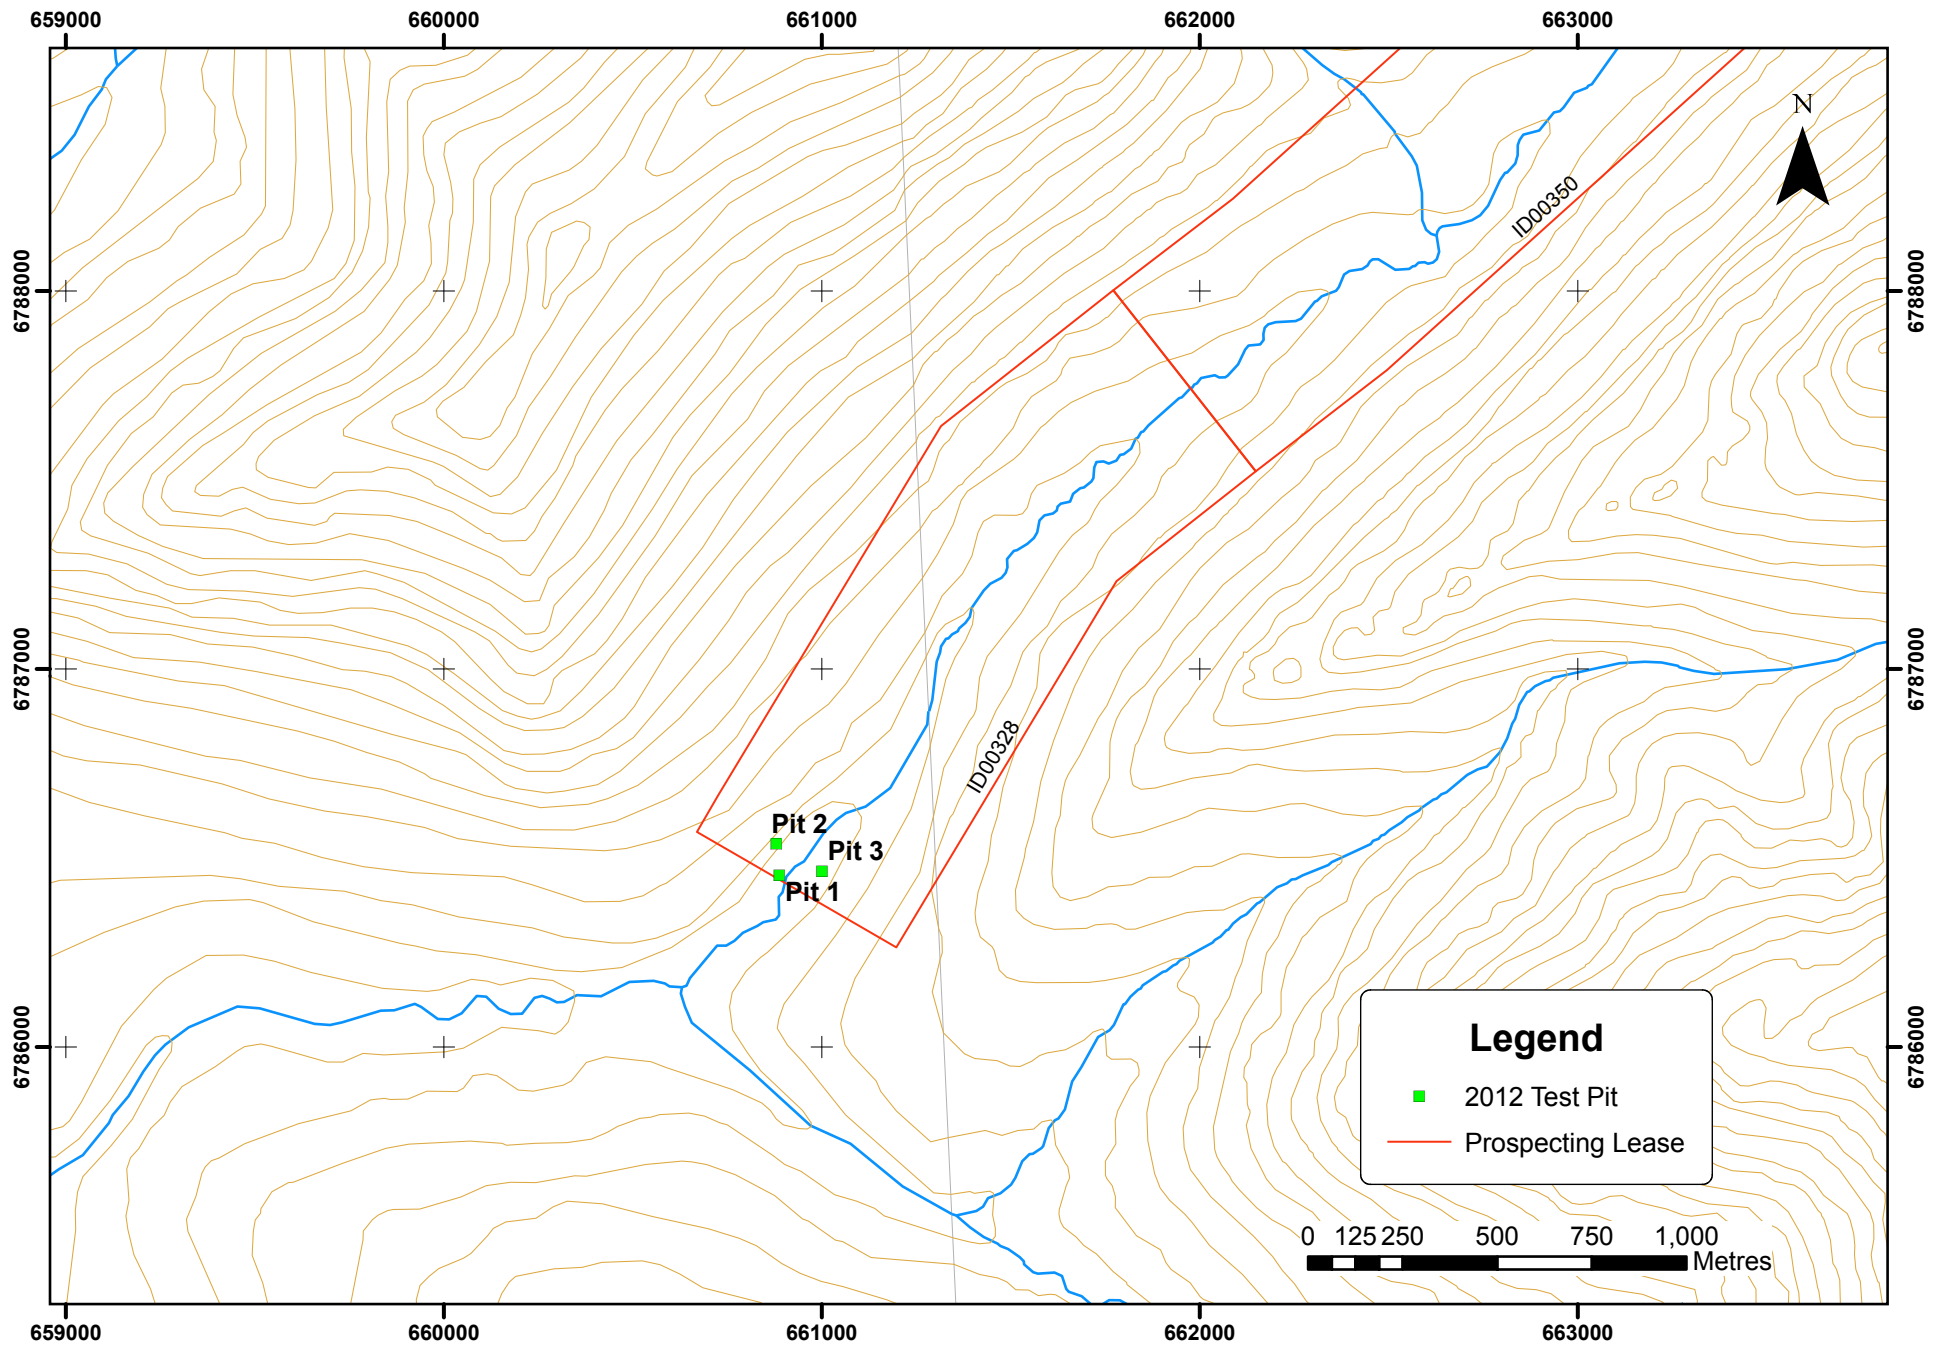 659000 660000 661000 662000 663000
N
ID00350
6788000 6788000
6787000 6787000
ID00328
Pit 2
Pit 3
Pit 1
6786000 6786000
Legend
2012 Test Pit
Prospecting Lease
0 125 250 500 750 1,000
Metres
659000 660000 661000 662000 663000